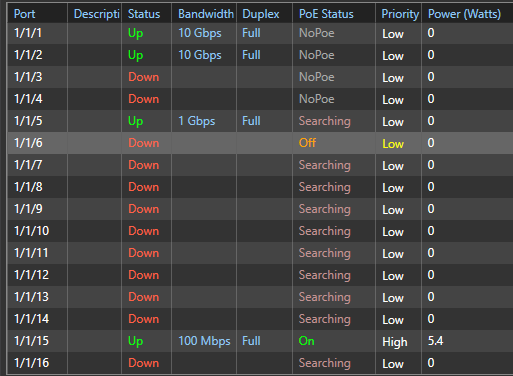 Port Descripti Status Bandwidth Duplex PoE Status Priority Power (Watts)
1/1/1 Up 10 Gbps Full NoPoe Low 0
1/1/2 Up 10 Gbps Full NoPoe Low 0
1/1/3 Down NoPoe Low 0
1/1/4 Down NoPoe Low 0
1/1/5 Up 1 Gbps Full Searching Low 0
1/1/6 Down Off Low 0
1/1/7 Down Searching Low 0
1/1/8 Down Searching Low 0
1/1/9 Down Searching Low 0
1/1/10 Down Searching Low 0
1/1/11 Down Searching Low 0
1/1/12 Down Searching Low 0
1/1/13 Down Searching Low 0
1/1/14 Down Searching Low 0
1/1/15 Up 100 Mbps Full On High 5.4
1/1/16 Down Searching Low 0